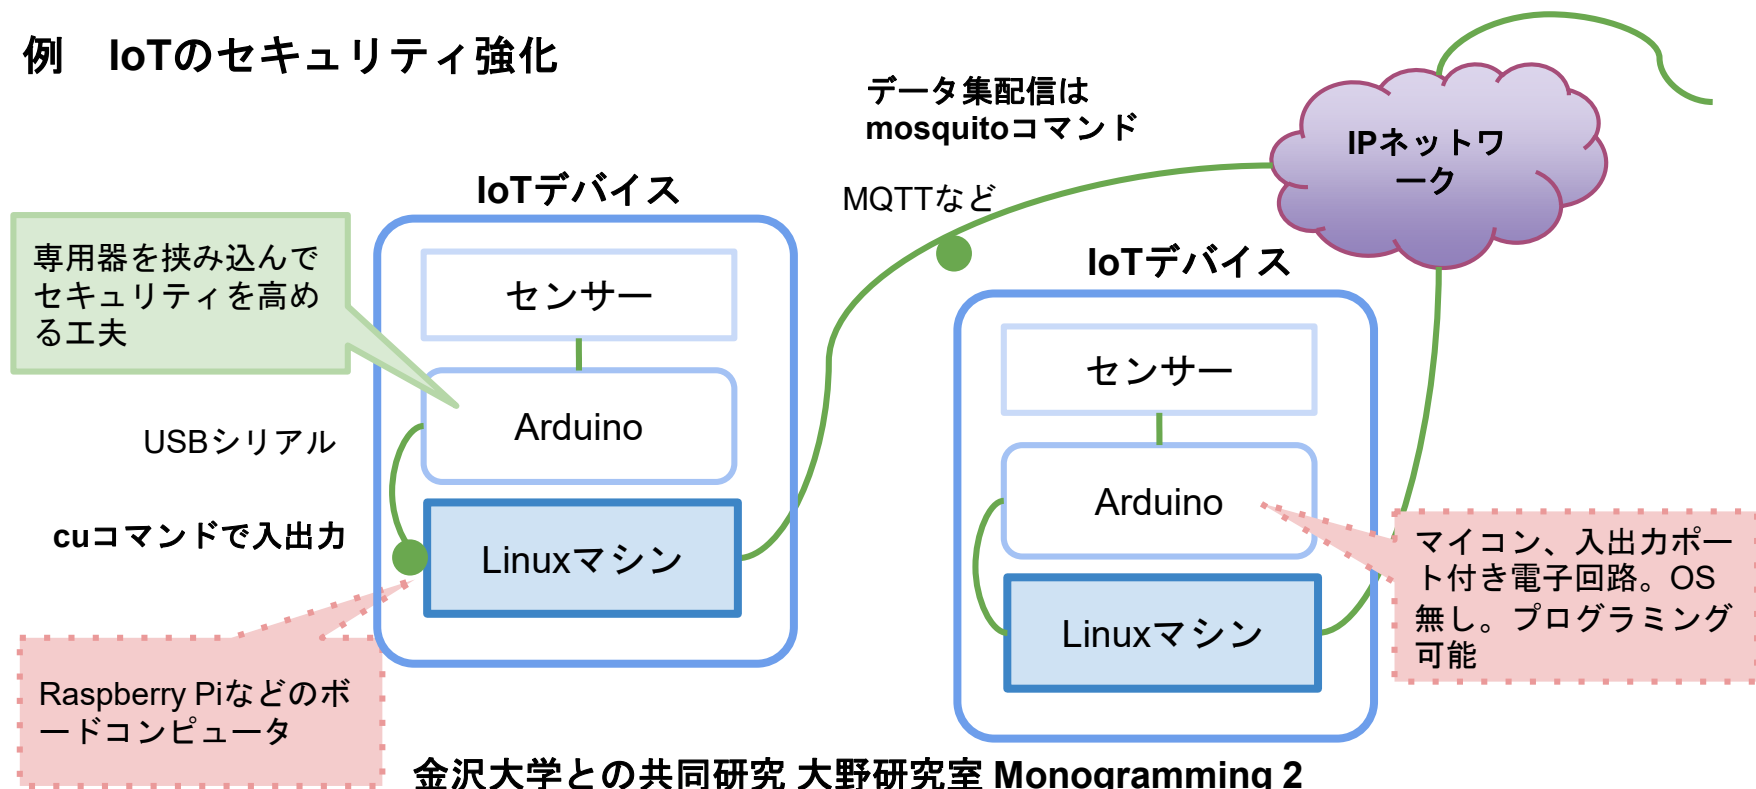 例　IoTのセキュリティ強化
データ集配信は
mosquitoコマンド
IPネットワ
ーク
IoTデバイス
MQTTなど
専用器を挟み込んで
セキュリティを高め
る工夫
センサー
IoTデバイス
センサー
Arduino
USBシリアル
Arduino
cuコマンドで入出力
Linuxマシン
マイコン、入出力ポー
ト付き電子回路。OS
無し。プログラミング
可能
Linuxマシン
Raspberry Piなどのボ
ードコンピュータ
金沢大学との共同研究 大野研究室 Monogramming 2